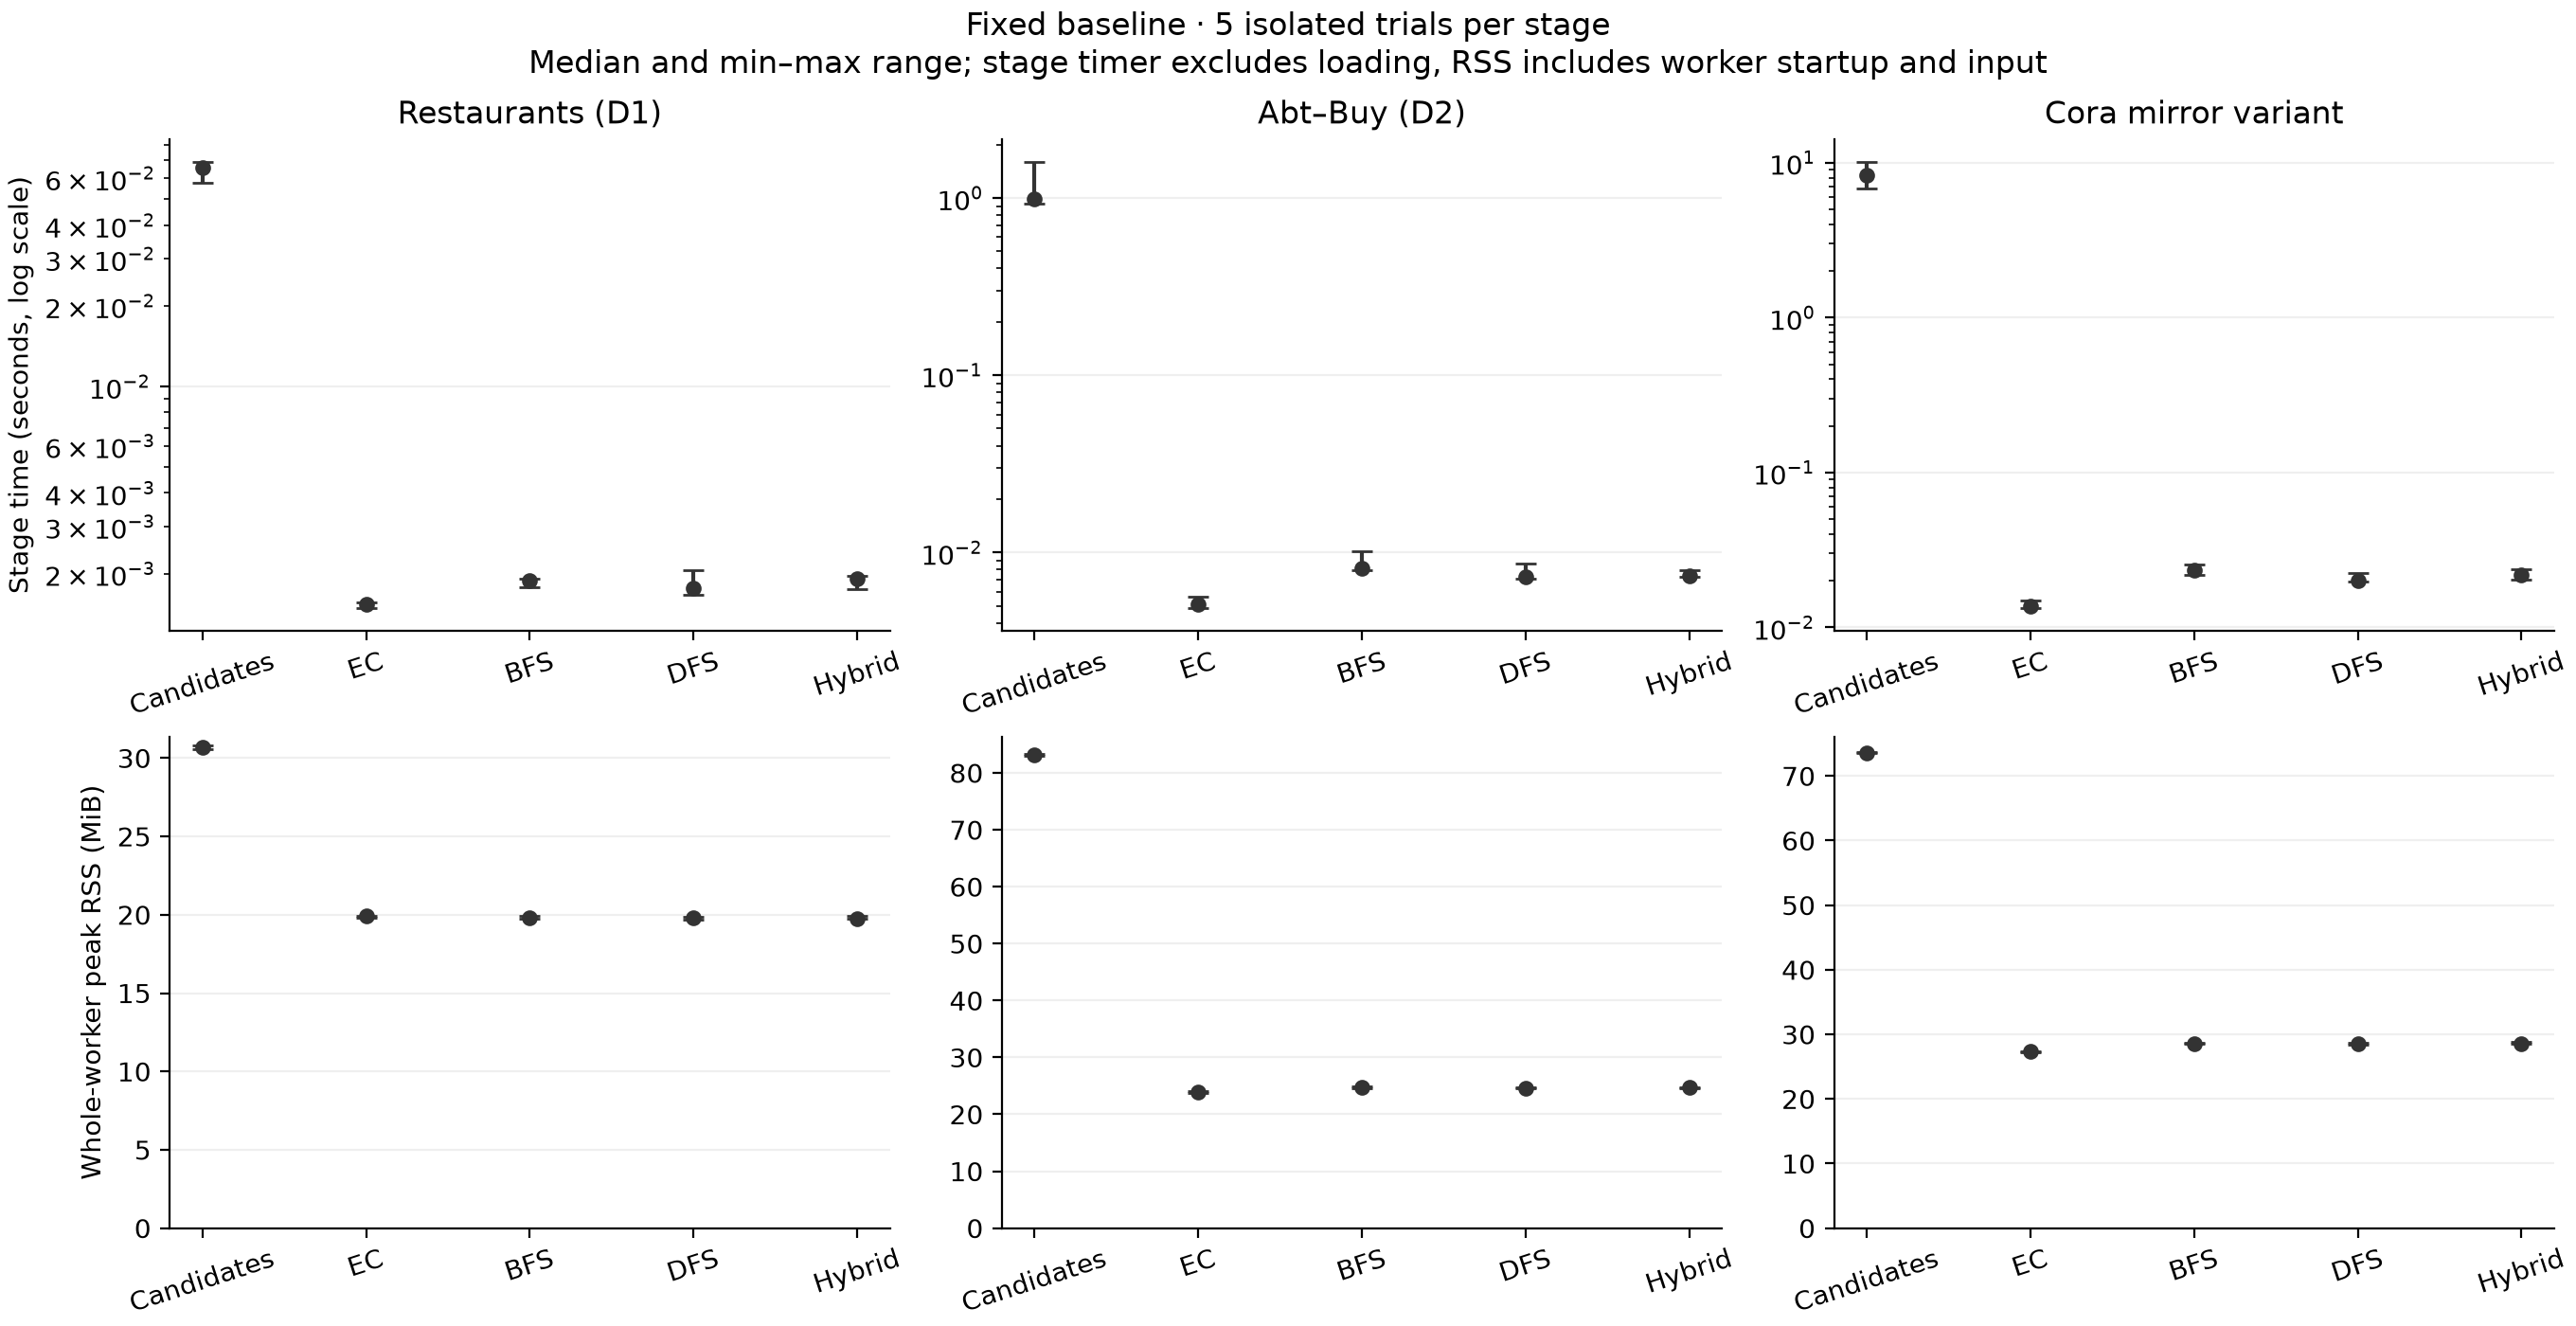 Fixed baseline · 5 isolated trials per stage
Median and min–max range; stage timer excludes loading, RSS includes worker startup and input
Restaurants (D1)
Abt–Buy (D2)
Cora mirror variant
Stage time (seconds, log scale)
6 × 10⁻²
4 × 10⁻²
3 × 10⁻²
2 × 10⁻²
10⁻²
6 × 10⁻³
4 × 10⁻³
3 × 10⁻³
2 × 10⁻³
Candidates
EC
BFS
DFS
Hybrid
10⁰
10⁻¹
10⁻²
Candidates
EC
BFS
DFS
Hybrid
10¹
10⁰
10⁻¹
10⁻²
Candidates
EC
BFS
DFS
Hybrid
Whole-worker peak RSS (MiB)
30
25
20
15
10
5
0
Candidates
EC
BFS
DFS
Hybrid
80
70
60
50
40
30
20
10
0
Candidates
EC
BFS
DFS
Hybrid
70
60
50
40
30
20
10
0
Candidates
EC
BFS
DFS
Hybrid